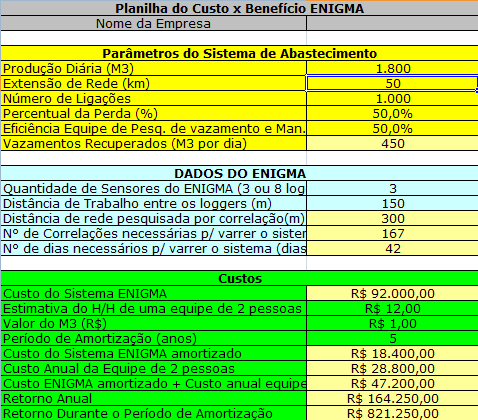 Planilha do Custo x Benefício ENIGMA
Nome da Empresa
Parâmetros do Sistema de Abastecimento
Produção Diária (M3) 1.800
Extensão de Rede (km) 50
Número de Ligações 1.000
Percentual da Perda (%) 50,0%
Eficiência Equipe de Pesq. de vazamento e Man. 50,0%
Vazamentos Recuperados (M3 por dia) 450
DADOS DO ENIGMA
Quantidade de Sensores do ENIGMA (3 ou 8 log 3
Distância de Trabalho entre os loggers (m) 150
Distância de rede pesquisada por correlação(m) 300
Nº de Correlações necessárias p/ varrer o sister 167
Nº de dias necessários p/ varrer o sistema (dias 42
Custos
Custo do Sistema ENIGMA R$ 92.000,00
Estimativa do H/H de uma equipe de 2 pessoas R$ 12,00
Valor do M3 (R$) R$ 1,00
Período de Amortização (anos) 5
Custo do Sistema ENIGMA amortizado R$ 18.400,00
Custo Anual da Equipe de 2 pessoas R$ 28.800,00
Custo ENIGMA amortizado + Custo anual equipe R$ 47.200,00
Retorno Anual R$ 164.250,00
Retorno Durante o Período de Amortização R$ 821.250,00